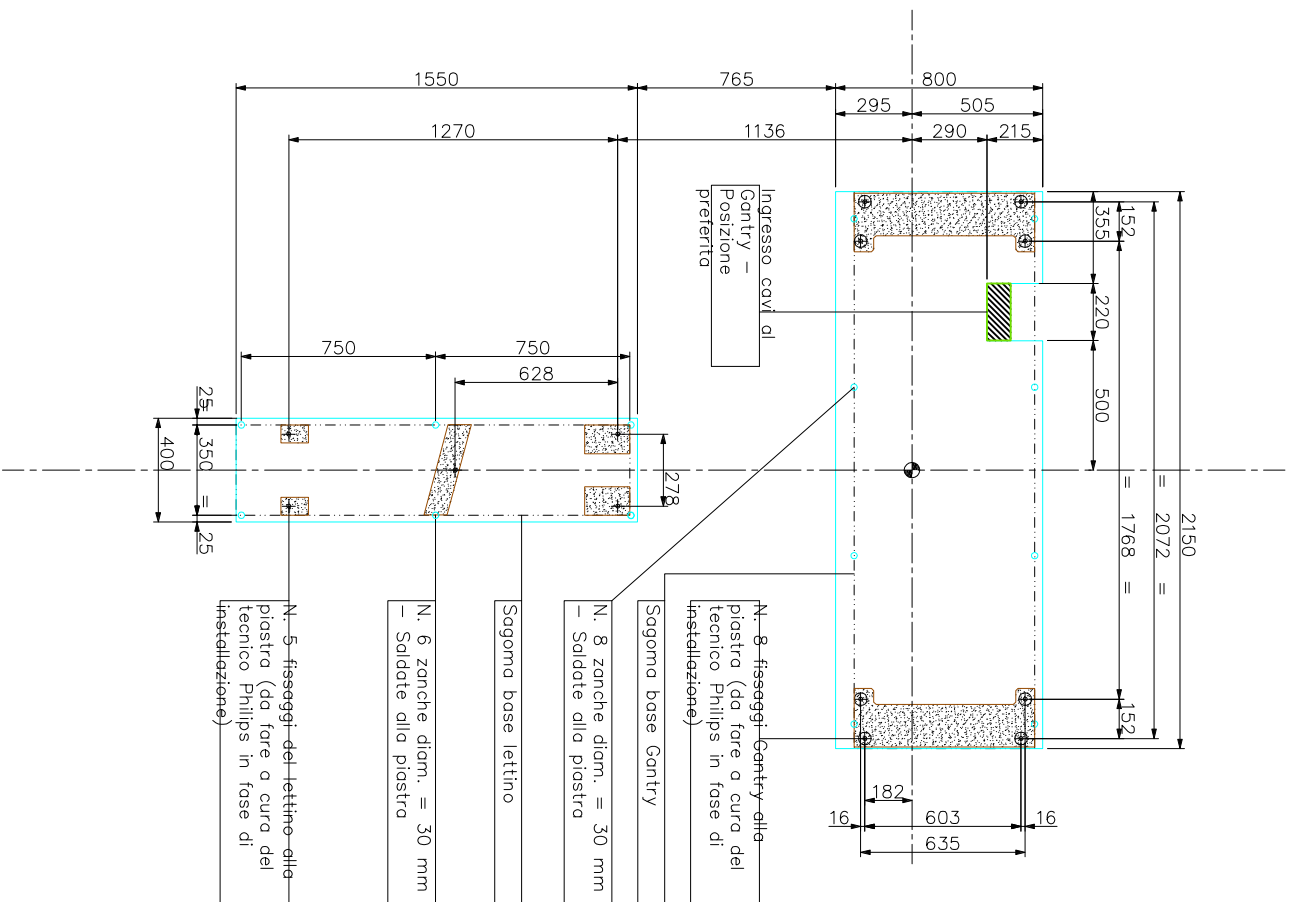 1550
765
800
295
505
1270
1136
290
215
Ingresso cavi al
Gantry –
Posizione
preferita
152
355
220
500
= 1768 =
= 2072 =
2150
152
750
750
628
25
=
350
=
400
25
278
182
16
603
16
635
N. 5 fissaggi del lettino alla
piastra (da fare a cura del
tecnico Philips in fase di
installazione)
N. 6 zanche diam. = 30 mm
– Saldate alla piastra
Sagoma base lettino
N. 8 zanche diam. = 30 mm
– Saldate alla piastra
Sagoma base Gantry
N. 8 fissaggi Gantry alla
piastra (da fare a cura del
tecnico Philips in fase di
installazione)